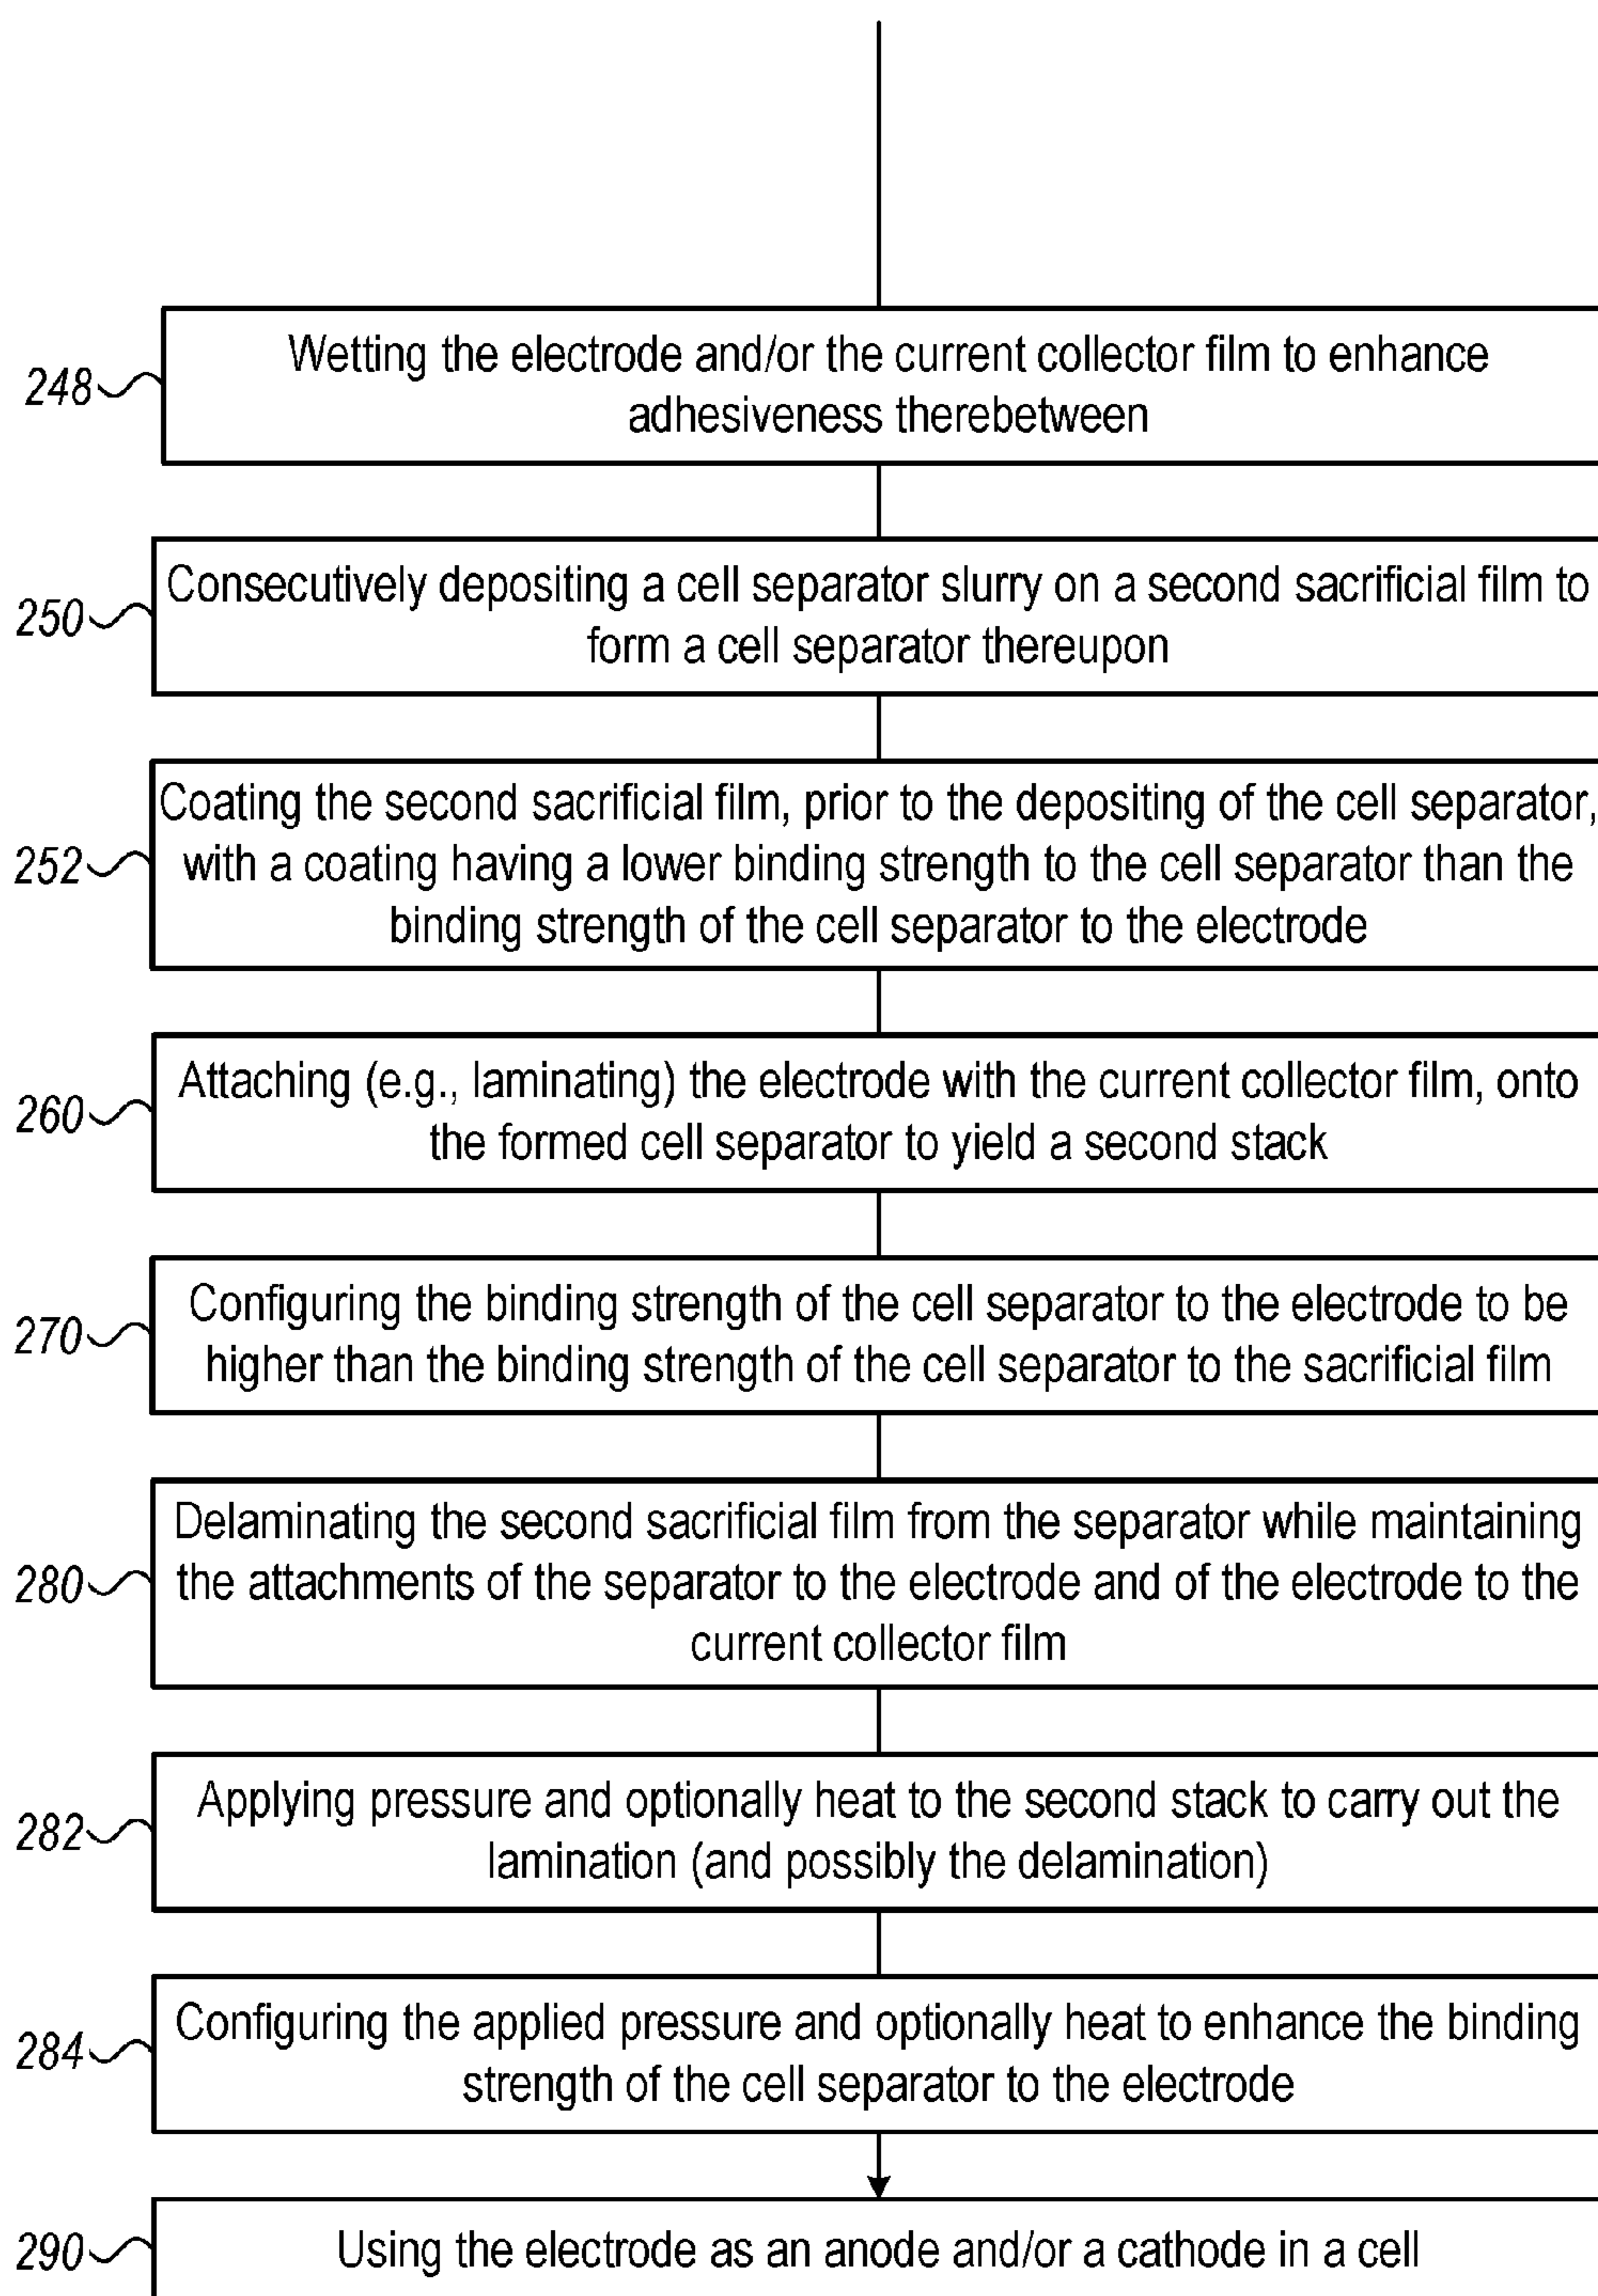 248
Wetting the electrode and/or the current collector film to enhance
adhesiveness therebetween
250
Consecutively depositing a cell separator slurry on a second sacrificial film to
form a cell separator thereupon
252
Coating the second sacrificial film, prior to the depositing of the cell separator,
with a coating having a lower binding strength to the cell separator than the
binding strength of the cell separator to the electrode
260
Attaching (e.g., laminating) the electrode with the current collector film, onto
the formed cell separator to yield a second stack
270
Configuring the binding strength of the cell separator to the electrode to be
higher than the binding strength of the cell separator to the sacrificial film
280
Delaminating the second sacrificial film from the separator while maintaining
the attachments of the separator to the electrode and of the electrode to the
current collector film
282
Applying pressure and optionally heat to the second stack to carry out the
lamination (and possibly the delamination)
284
Configuring the applied pressure and optionally heat to enhance the binding
strength of the cell separator to the electrode
290
Using the electrode as an anode and/or a cathode in a cell